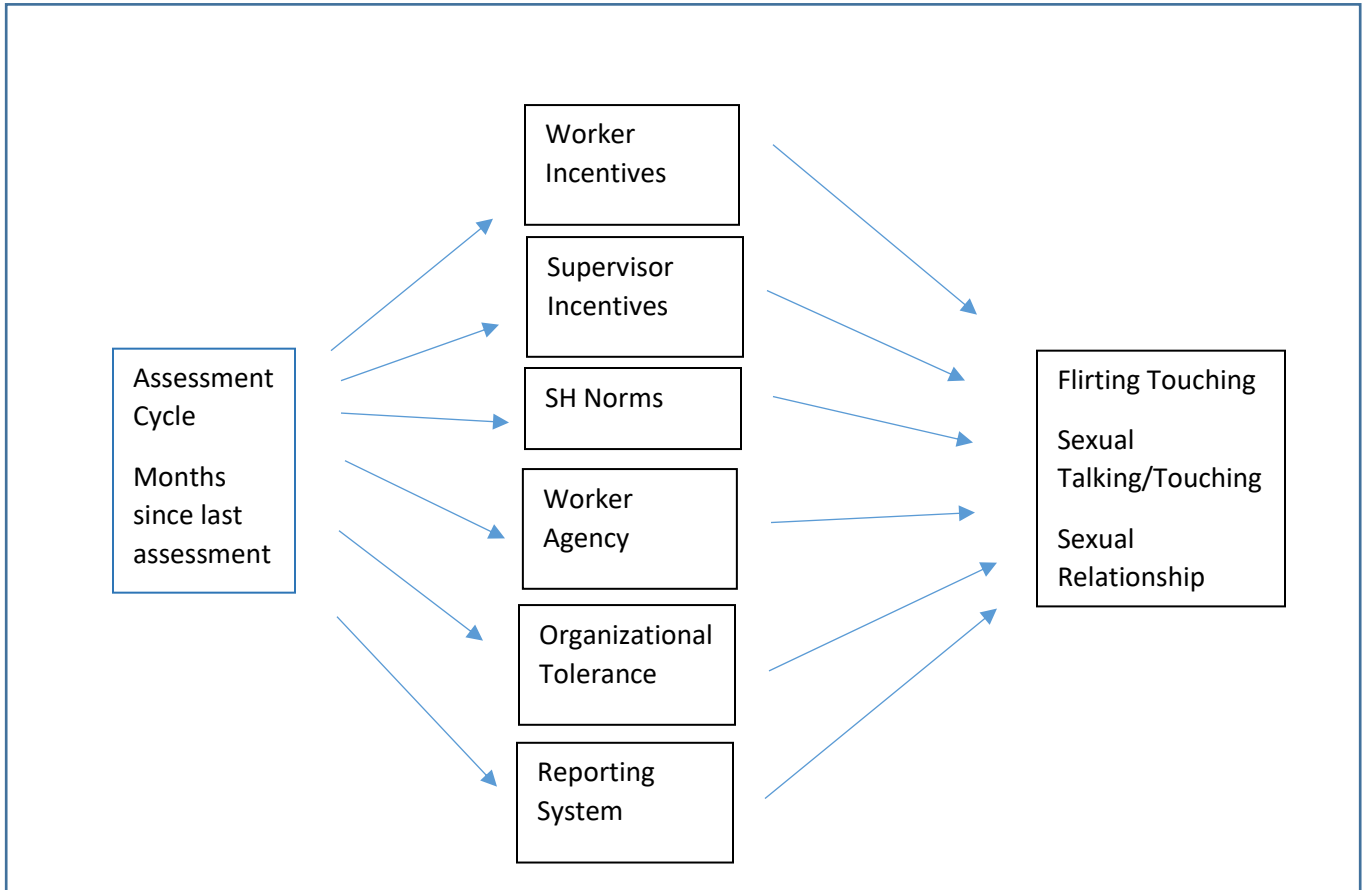 Assessment
Cycle
Months
since last
assessment
Worker
Incentives
Supervisor
Incentives
SH Norms
Worker
Agency
Organizational
Tolerance
Reporting
System
Flirting Touching
Sexual
Talking/Touching
Sexual
Relationship